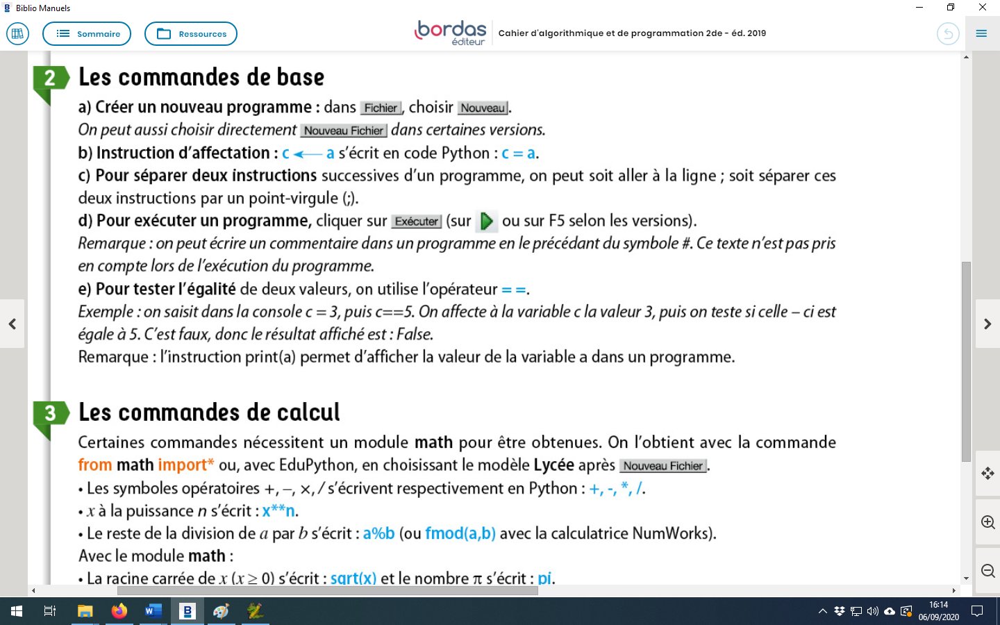 Biblio Manuels
Sommaire
Ressources
bordas
éditeur
Cahier d'algorithmique et de programmation 2de - éd. 2019
2 Les commandes de base
a) Créer un nouveau programme : dans Fichier, choisir Nouveau.
On peut aussi choisir directement Nouveau Fichier dans certaines versions.
b) Instruction d'affectation : c ← a s'écrit en code Python : c = a.
c) Pour séparer deux instructions successives d'un programme, on peut soit aller à la ligne ; soit séparer ces
deux instructions par un point-virgule (;).
d) Pour exécuter un programme, cliquer sur Exécuter (sur ou sur F5 selon les versions).
Remarque : on peut écrire un commentaire dans un programme en le précédant du symbole #. Ce texte n'est pas pris
en compte lors de l'exécution du programme.
e) Pour tester l'égalité de deux valeurs, on utilise l'opérateur = =.
Exemple : on saisit dans la console c = 3, puis c==5. On affecte à la variable c la valeur 3, puis on teste si celle – ci est
égale à 5. C'est faux, donc le résultat affiché est : False.
Remarque : l'instruction print(a) permet d'afficher la valeur de la variable a dans un programme.
3 Les commandes de calcul
Certaines commandes nécessitent un module math pour être obtenues. On l'obtient avec la commande
from math import* ou, avec EduPython, en choisissant le modèle Lycée après Nouveau Fichier.
• Les symboles opératoires +, –, ×, / s'écrivent respectivement en Python : +, -, *, /.
• x à la puissance n s'écrit : x**n.
• Le reste de la division de a par b s'écrit : a%b (ou fmod(a,b) avec la calculatrice NumWorks).
Avec le module math :
• La racine carrée de x (x ≥ 0) s'écrit : sqrt(x) et le nombre π s'écrit : pi.
16:14
06/09/2020